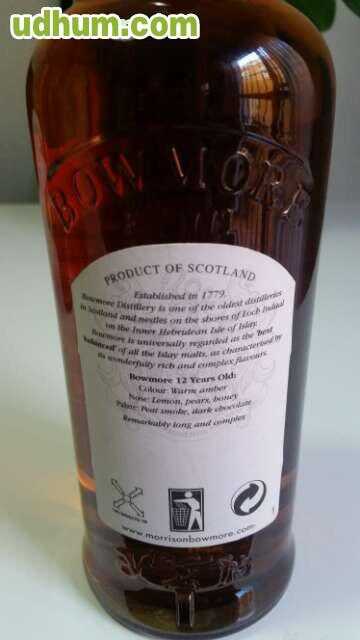 udhum.com
BOWMORE
PRODUCT OF SCOTLAND
Established in 1779.
Bowmore Distillery is one of the oldest distilleries
in Scotland and nestles on the shores of Loch Indaal
on the Inner Hebridean Isle of Islay.
Bowmore is universally regarded as the 'best
balanced' of all the Islay malts, as characterised by
its wonderfully rich and complex flavours.
Bowmore 12 Years Old:
Colour: Warm amber
Nose: Lemon, pears, honey
Palate: Peat smoke, dark chocolate
Remarkably long and complex
www.morrisonbowmore.com